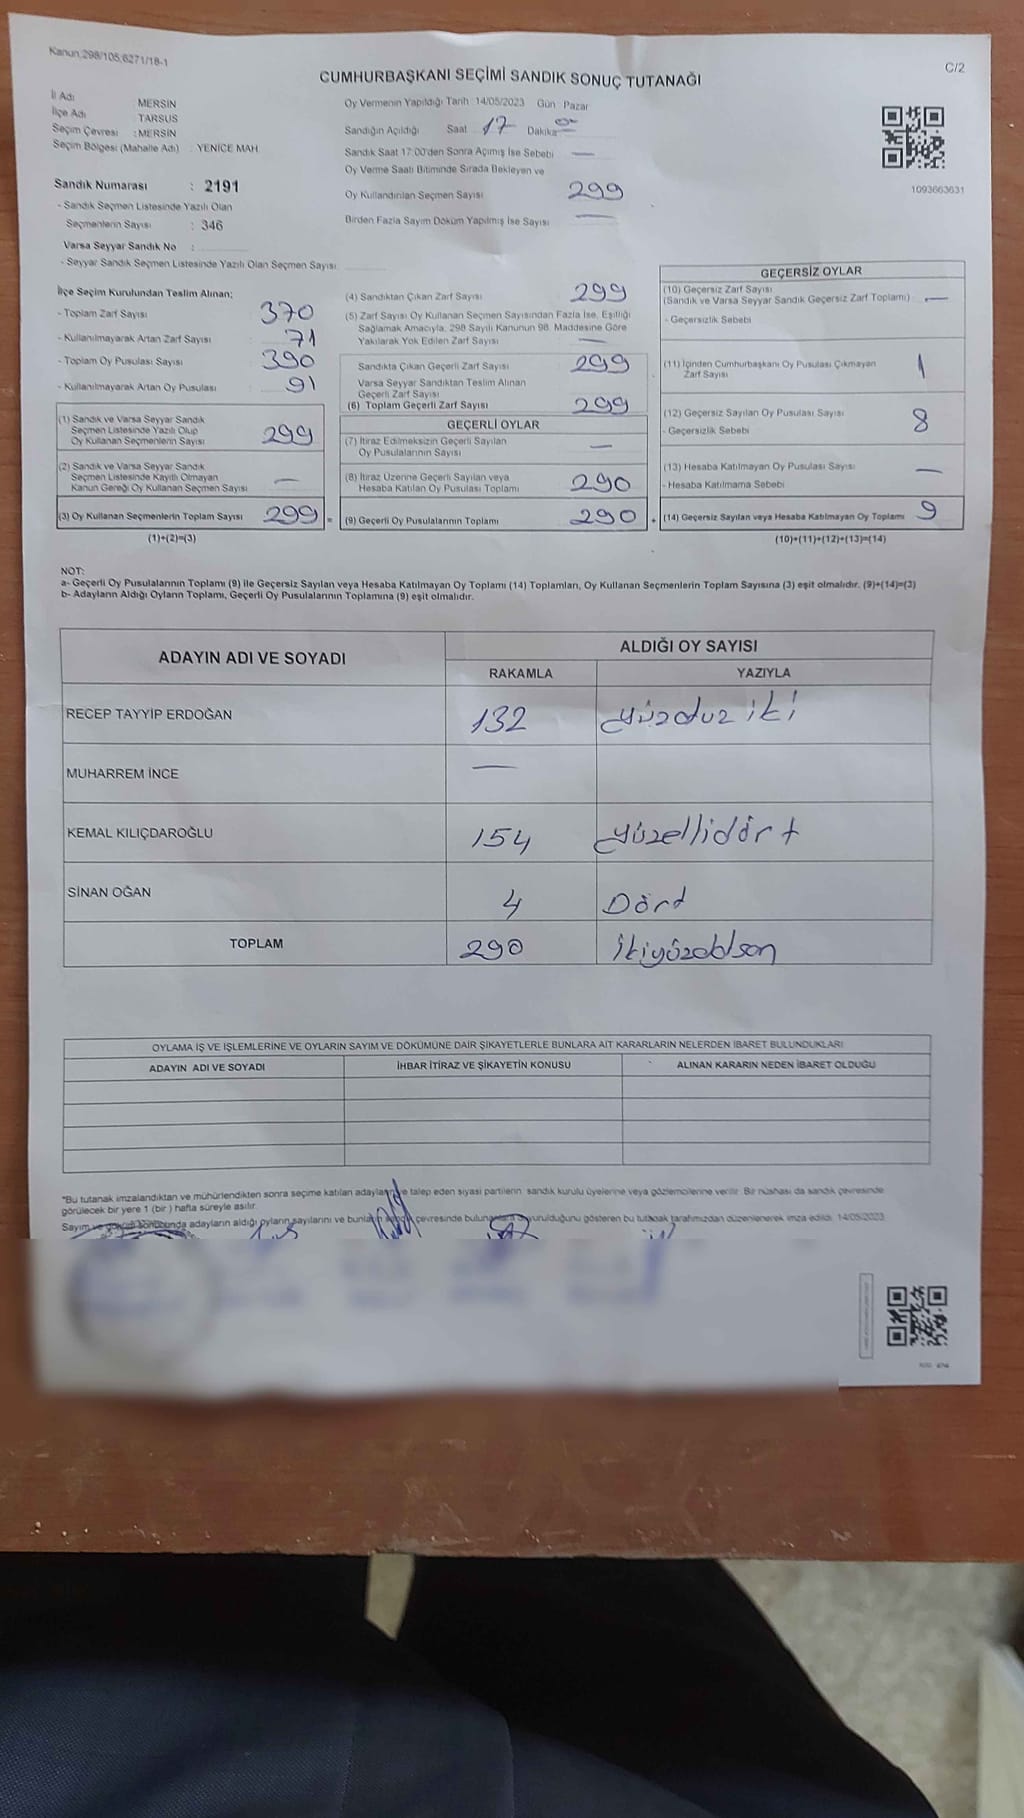 Kanun;298/105;6271/18-1
C/2
CUMHURBAŞKANI SEÇİMİ SANDIK SONUÇ TUTANAĞI
İl Adı MERSİN
İlçe Adı TARSUS
Seçim Çevresi : MERSİN
Seçim Bölgesi (Mahalle Adı) : YENİCE MAH.
Sandık Numarası : 2191
- Sandık Seçmen Listesinde Yazılı Olan
Seçmenlerin Sayısı : 346
Varsa Seyyar Sandık No :
- Seyyar Sandık Seçmen Listesinde Yazılı Olan Seçmen Sayısı
Oy Vermenin Yapıldığı Tarih : 14/05/2023 Gün Pazar
Sandığın Açıldığı Saat 17 Dakika
Sandık Saat 17:00'den Sonra Açımış İse Sebebi —
Oy Verme Saati Bitiminde Sırada Bekleyen ve
Oy Kullandırılan Seçmen Sayısı 299
Birden Fazla Sayım Döküm Yapılmış İse Sayısı —
1093663631
İlçe Seçim Kurulundan Teslim Alınan;
- Toplam Zarf Sayısı : 370
- Kullanılmayarak Artan Zarf Sayısı : 71
- Toplam Oy Pusulası Sayısı : 390
- Kullanılmayarak Artan Oy Pusulası : 91
(1) Sandık ve Varsa Seyyar Sandık
Seçmen Listesinde Yazılı Olup
Oy Kullanan Seçmenlerin Sayısı 299
(2) Sandık ve Varsa Seyyar Sandık
Seçmen Listesinde Kayıtlı Olmayan
Kanun Gereği Oy Kullanan Seçmen Sayısı —
(3) Oy Kullanan Seçmenlerin Toplam Sayısı 299 =
(1)+(2)=(3)
(4) Sandıktan Çıkan Zarf Sayısı 299
(5) Zarf Sayısı Oy Kullanan Seçmen Sayısından Fazla İse, Eşitliği
Sağlamak Amacıyla, 298 Sayılı Kanunun 98. Maddesine Göre
Yakılarak Yok Edilen Zarf Sayısı —
Sandıkta Çıkan Geçerli Zarf Sayısı 299
Varsa Seyyar Sandıktan Teslim Alınan
Geçerli Zarf Sayısı
(6) Toplam Geçerli Zarf Sayısı 299
GEÇERLİ OYLAR
(7) İtiraz Edilmeksizin Geçerli Sayılan
Oy Pusulalarının Sayısı —
(8) İtiraz Üzerine Geçerli Sayılan veya
Hesaba Katılan Oy Pusulası Toplamı 290
(9) Geçerli Oy Pusulalarının Toplamı 290 +
GEÇERSİZ OYLAR
(10) Geçersiz Zarf Sayısı
(Sandık ve Varsa Seyyar Sandık Geçersiz Zarf Toplamı) : —
- Geçersizlik Sebebi
(11) İçinden Cumhurbaşkanı Oy Pusulası Çıkmayan
Zarf Sayısı 1
(12) Geçersiz Sayılan Oy Pusulası Sayısı 8
- Geçersizlik Sebebi
(13) Hesaba Katılmayan Oy Pusulası Sayısı : —
- Hesaba Katılmama Sebebi
(14) Geçersiz Sayılan veya Hesaba Katılmayan Oy Toplamı 9
(10)+(11)+(12)+(13)=(14)
NOT:
a- Geçerli Oy Pusulalarının Toplamı (9) ile Geçersiz Sayılan veya Hesaba Katılmayan Oy Toplamı (14) Toplamları, Oy Kullanan Seçmenlerin Toplam Sayısına (3) eşit olmalıdır. (9)+(14)=(3)
b- Adayların Aldığı Oyların Toplamı, Geçerli Oy Pusulalarının Toplamına (9) eşit olmalıdır.
ADAYIN ADI VE SOYADI ALDIĞI OY SAYISI
RAKAMLA YAZIYLA
RECEP TAYYİP ERDOĞAN 132 yüzduz iki
MUHARREM İNCE —
KEMAL KILIÇDAROĞLU 154 yüzellidört
SİNAN OĞAN 4 Dörd
TOPLAM 290 ikiyüzeblson
OYLAMA İŞ VE İŞLEMLERİNE VE OYLARIN SAYIM VE DÖKÜMÜNE DAİR ŞİKAYETLERLE BUNLARA AİT KARARLARIN NELERDEN İBARET BULUNDUKLARI
ADAYIN ADI VE SOYADI İHBAR İTİRAZ VE ŞİKAYETİN KONUSU ALINAN KARARIN NEDEN İBARET OLDUĞU
*Bu tutanak imzalandıktan ve mühürlendikten sonra seçime katılan adayların ve talep eden siyasi partilerin sandık kurulu üyelerine veya gözlemcilerine verilir. Bir nüshası da sandık çevresinde
görülecek bir yere 1 (bir) hafta süreyle asılır.
Sayım ve döküm sonucunda adayların aldığı oyların sayılarını ve bunların çevresinde duyurulduğunu gösteren bu tutanak tarafımızdan düzenlenerek imza edildi. 14/05/2023